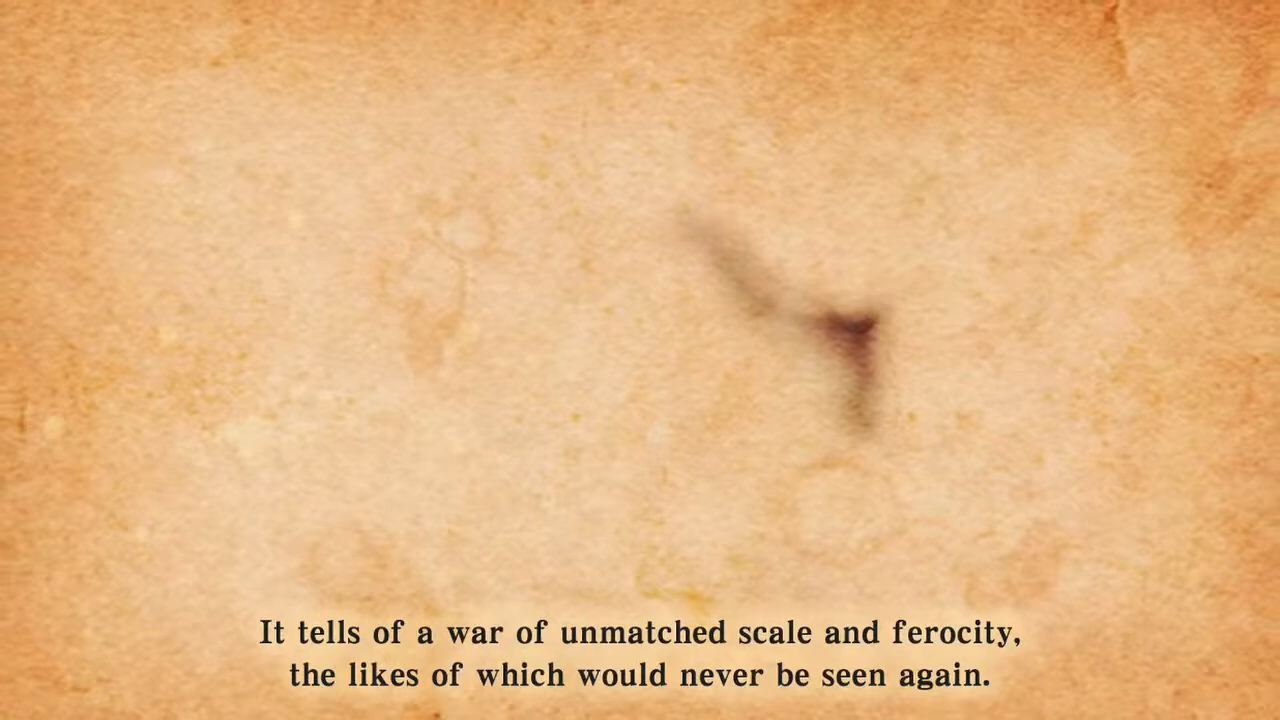 It tells of a war of unmatched scale and ferocity,
the likes of which would never be seen again.